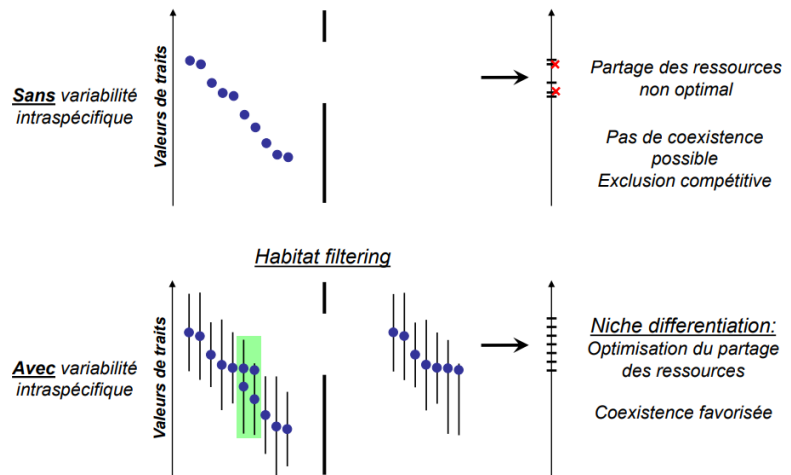 Valeurs de traits
Sans variabilité
intraspécifique
Partage des ressources
non optimal
Pas de coexistence
possible
Exclusion compétitive
Habitat filtering
Valeurs de traits
Avec variabilité
intraspécifique
Niche differentiation:
Optimisation du partage
des ressources
Coexistence favorisée